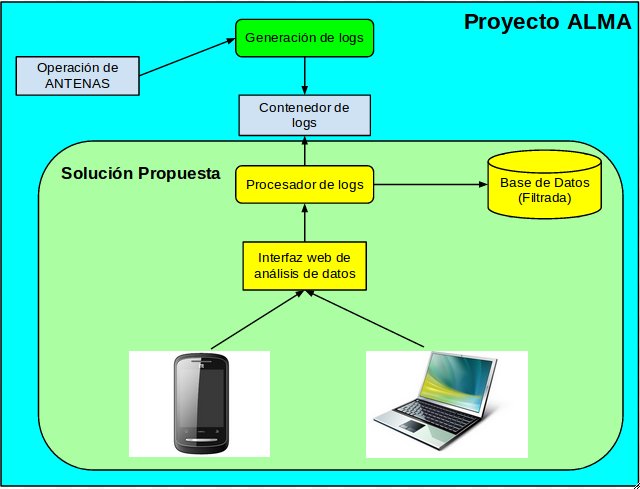 Proyecto ALMA
Generación de logs
Operación de
ANTENAS
Contenedor de
logs
Solución Propuesta
Procesador de logs
Base de Datos
(Filtrada)
Interfaz web de
análisis de datos